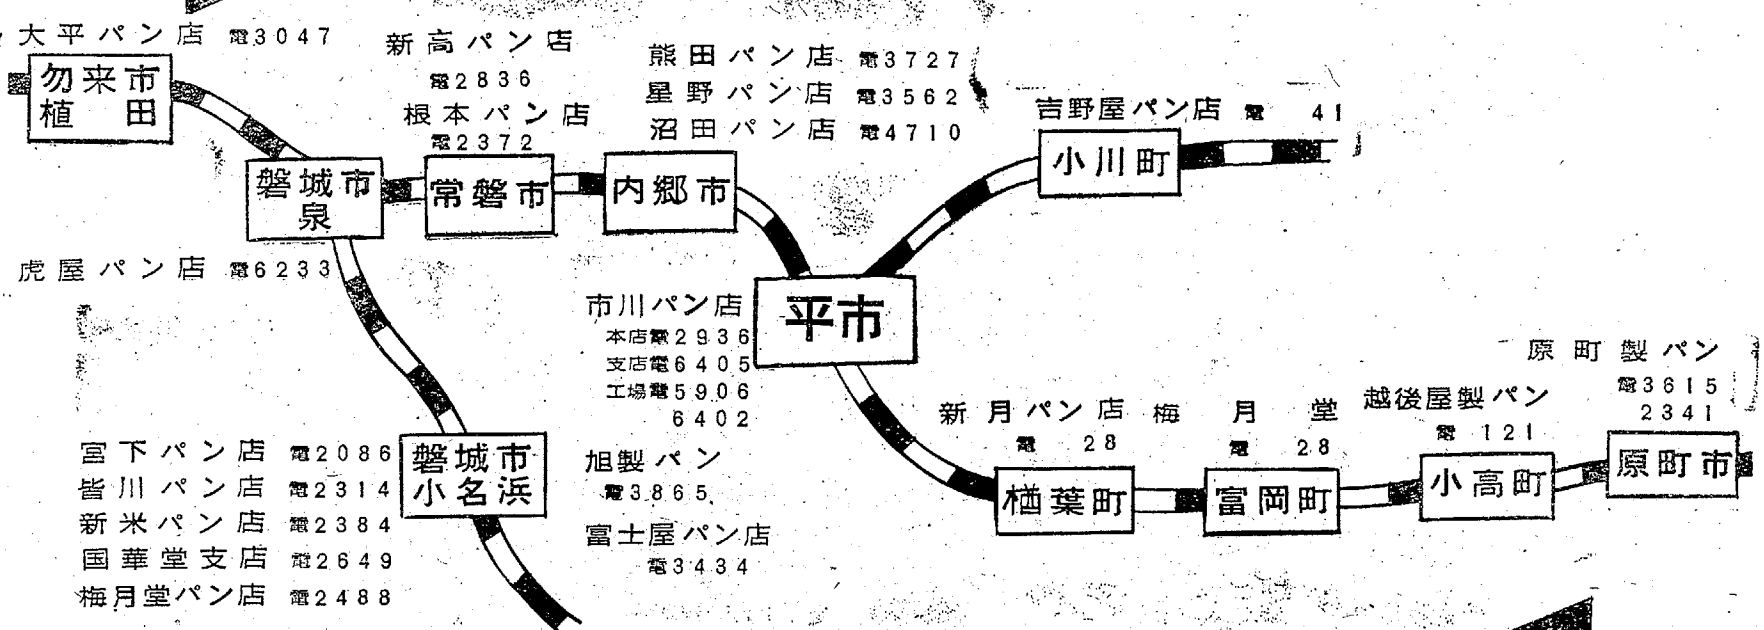 大平パン店 電3047
勿来市
植田
新高パン店
電2836
根本パン店
電2372
熊田パン店 電3727
星野パン店 電3562
沼田パン店 電4710
吉野屋パン店 電 41
小川町
磐城市
泉
常磐市
内郷市
虎屋パン店 電6233
平市
市川パン店
本店電2936
支店電6405
工場電5906
6402
旭製パン
電3865
富士屋パン店
電3434
宮下パン店 電2086
皆川パン店 電2314
新米パン店 電2384
国華堂支店 電2649
梅月堂パン店 電2488
磐城市
小名浜
新月パン店
電 28
楢葉町
梅月堂
電 28
富岡町
越後屋製パン
電 121
小高町
原町製パン
電3615
2341
原町市